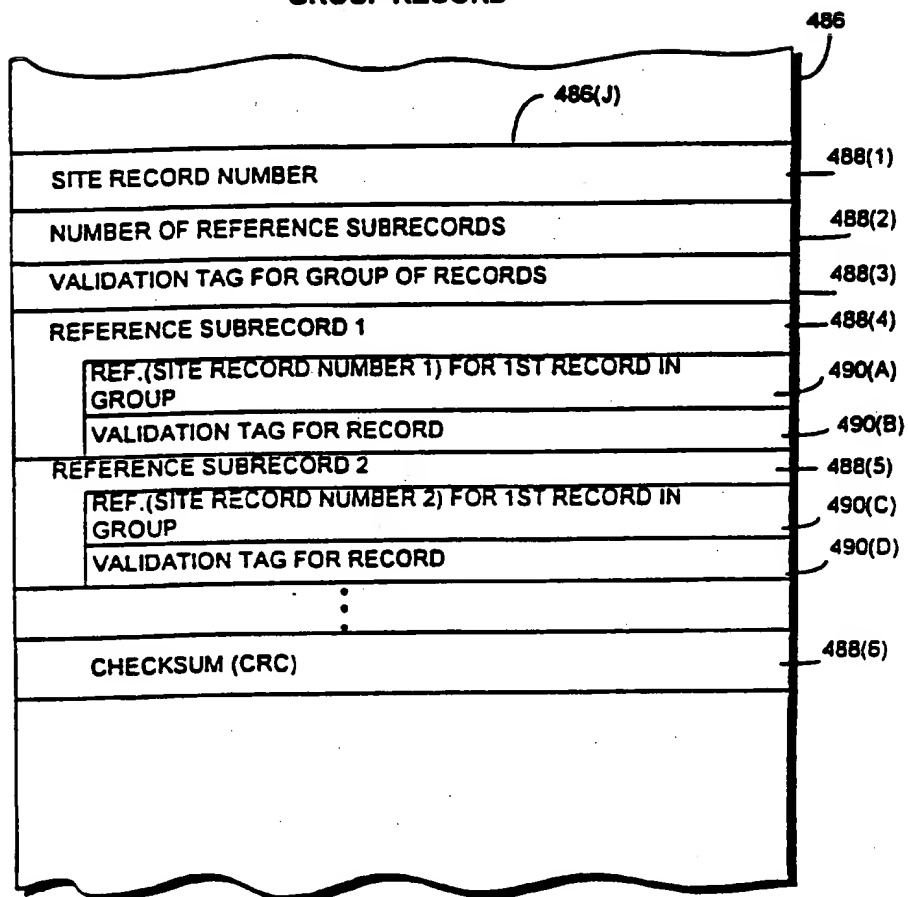 GROUP RECORD
486
486(J)
SITE RECORD NUMBER
488(1)
NUMBER OF REFERENCE SUBRECORDS
488(2)
VALIDATION TAG FOR GROUP OF RECORDS
488(3)
REFERENCE SUBRECORD 1
488(4)
REF.(SITE RECORD NUMBER 1) FOR 1ST RECORD IN
GROUP
490(A)
VALIDATION TAG FOR RECORD
490(B)
REFERENCE SUBRECORD 2
488(5)
REF.(SITE RECORD NUMBER 2) FOR 1ST RECORD IN
GROUP
490(C)
VALIDATION TAG FOR RECORD
490(D)
CHECKSUM (CRC)
488(6)